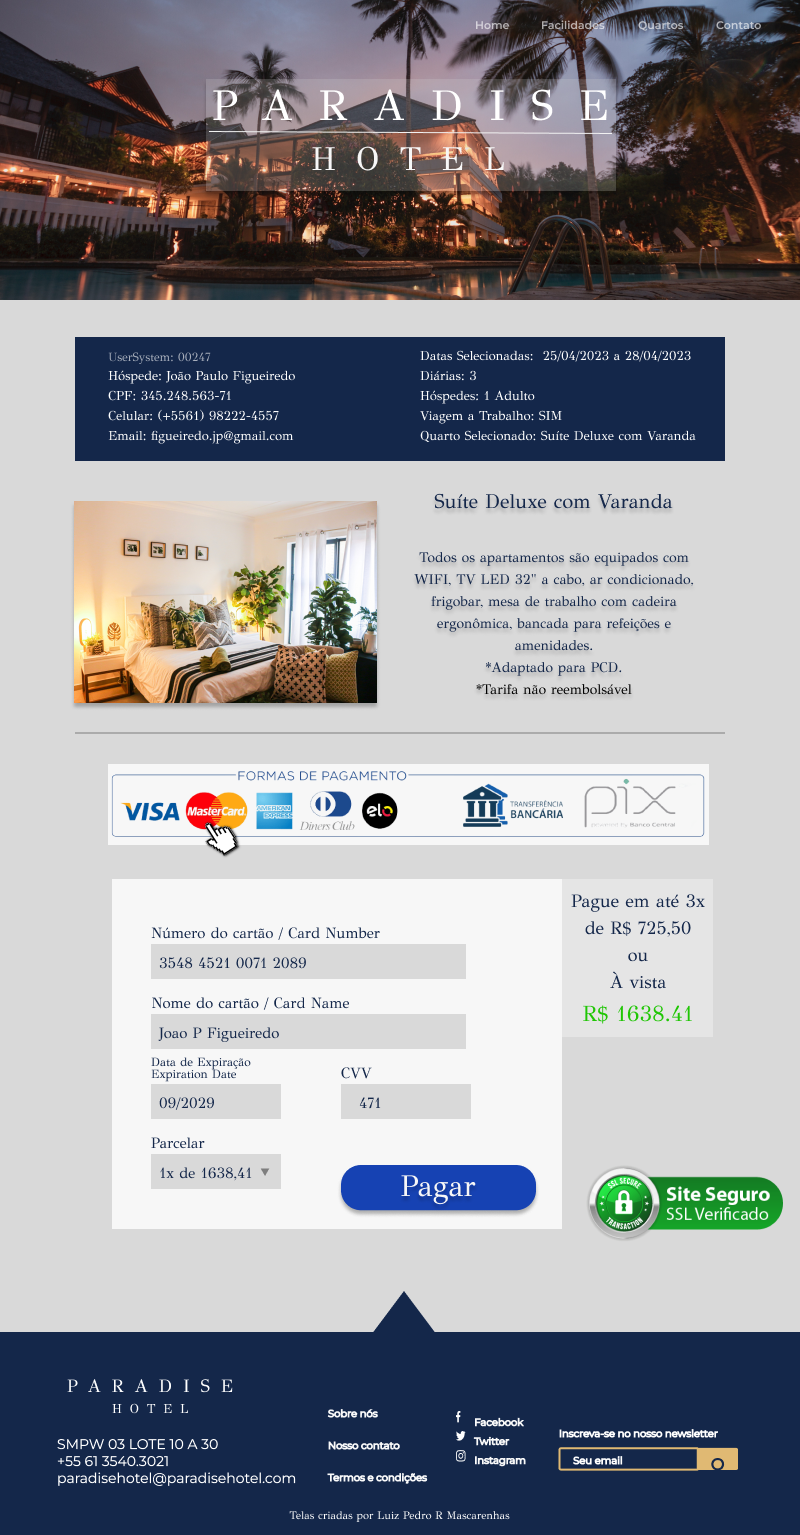 Home Facilidades Quartos Contato
PARADISE
HOTEL
UserSystem: 00247
Hóspede: João Paulo Figueiredo
CPF: 345.248.563-71
Celular: (+5561) 98222-4557
Email: figueiredo.jp@gmail.com
Datas Selecionadas: 25/04/2023 a 28/04/2023
Diárias: 3
Hóspedes: 1 Adulto
Viagem a Trabalho: SIM
Quarto Selecionado: Suíte Deluxe com Varanda
Suíte Deluxe com Varanda
Todos os apartamentos são equipados com
WIFI, TV LED 32" a cabo, ar condicionado,
frigobar, mesa de trabalho com cadeira
ergonômica, bancada para refeições e
amenidades.
*Adaptado para PCD.
*Tarifa não reembolsável
FORMAS DE PAGAMENTO
VISA MasterCard AMERICAN EXPRESS Diners Club elo
TRANSFERÊNCIA
BANCÁRIA
pix
powered by Banco Central
Número do cartão / Card Number
3548 4521 0071 2089
Nome do cartão / Card Name
Joao P Figueiredo
Data de Expiração
Expiration Date
09/2029
CVV
471
Parcelar
1x de 1638,41
Pagar
Pague em até 3x
de R$ 725,50
ou
À vista
R$ 1638.41
SSL SECURE
TRANSACTION
Site Seguro
SSL Verificado
PARADISE
HOTEL
SMPW 03 LOTE 10 A 30
+55 61 3540.3021
paradisehotel@paradisehotel.com
Sobre nós
Nosso contato
Termos e condições
Facebook
Twitter
Instagram
Inscreva-se no nosso newsletter
Seu email
Telas criadas por Luiz Pedro R Mascarenhas